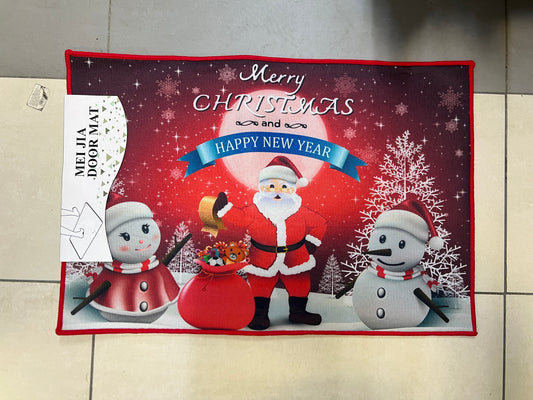 Merry
CHRISTMAS
and
HAPPY NEW YEAR
MEI JIA
DOOR MAT